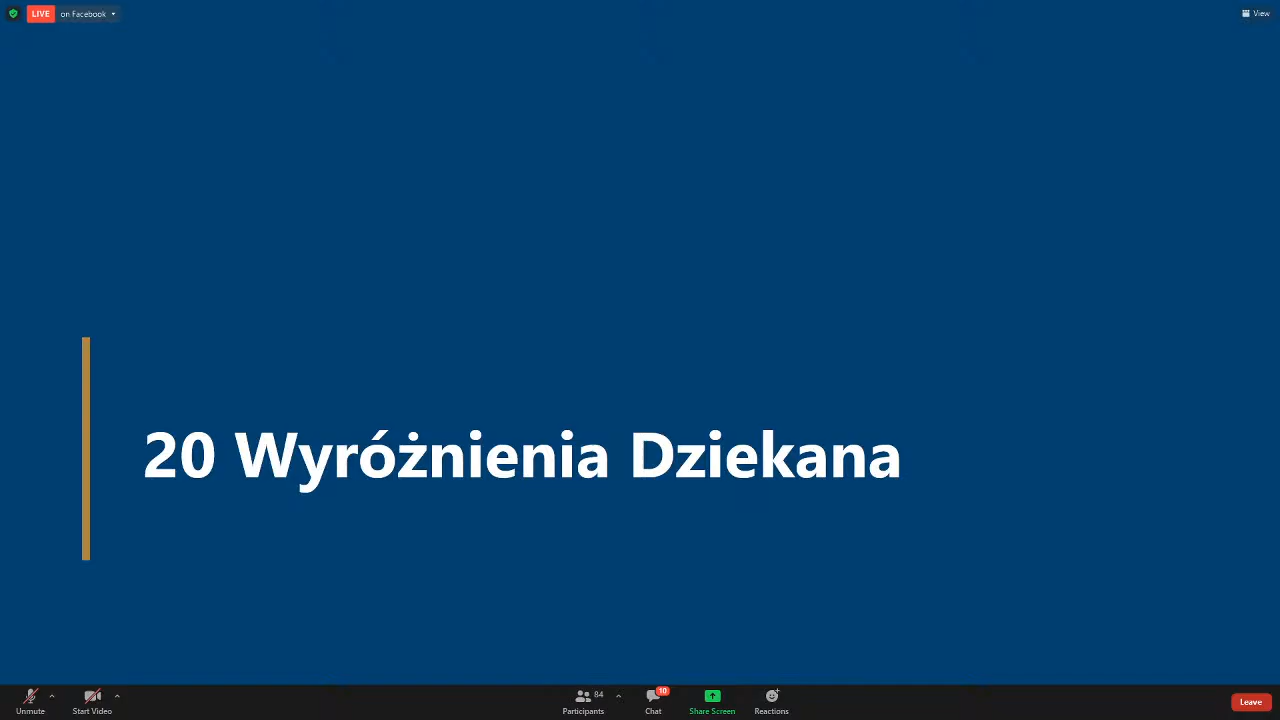 LIVE on Facebook
View
20 Wyróżnienia Dziekana
Unmute
Start Video
84
Participants
10
Chat
Share Screen
Reactions
Leave